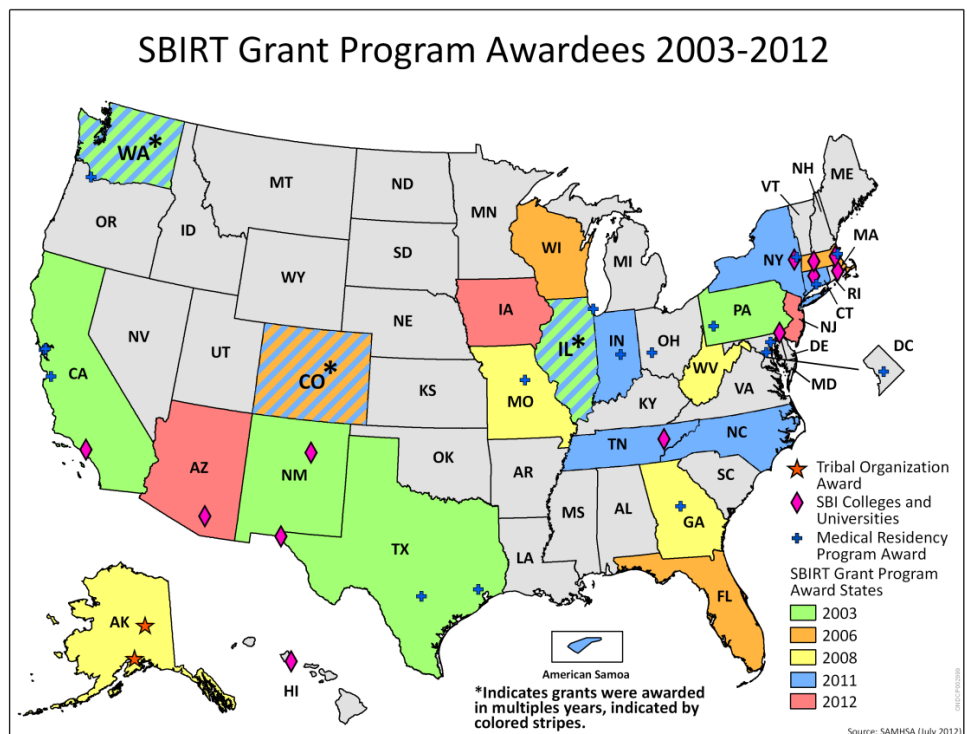 SBIRT Grant Program Awardees 2003-2012
WA*
MT
ND
MN
OR
ID
SD
WY
WI
MI
NH
VT
ME
NY
MA
RI
CT
NV
UT
NE
IA
IL*
IN
OH
PA
NJ
DE
DC
MD
CA
CO*
KS
MO
KY
WV
VA
AZ
NM
OK
AR
TN
NC
SC
TX
LA
MS
AL
GA
FL
AK
HI
American Samoa
*Indicates grants were awarded
in multiples years, indicated by
colored stripes.
Tribal Organization
Award
SBI Colleges and
Universities
Medical Residency
Program Award
SBIRT Grant Program
Award States
2003
2006
2008
2011
2012
Source: SAMHSA (July 2012)